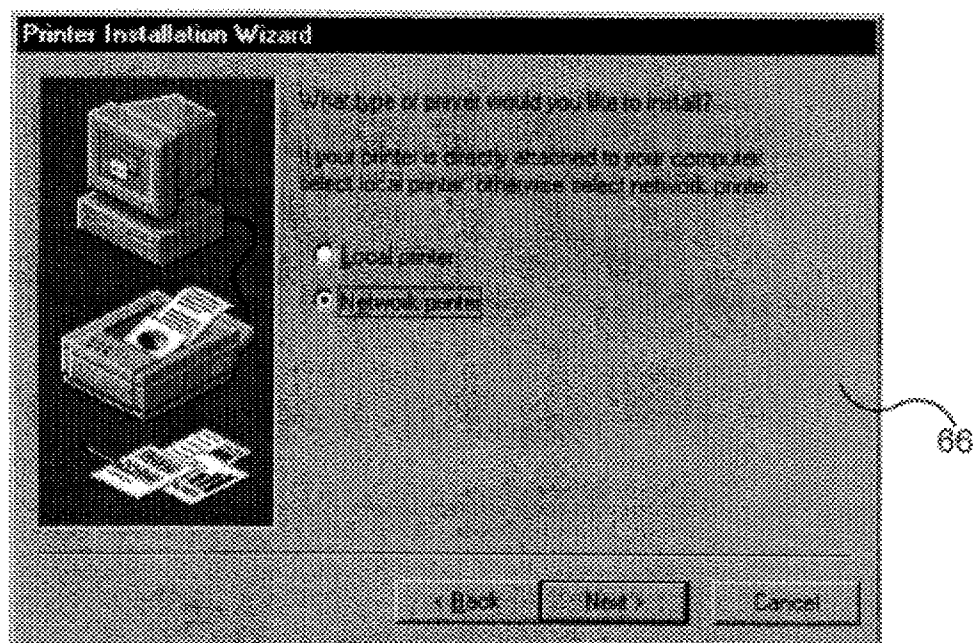 Printer Installation Wizard
What type of printer would you like to install?
If your printer is directly attached to your computer,
select local printer, otherwise select network printer.
Local printer
Network printer
66
< Back
Next >
Cancel